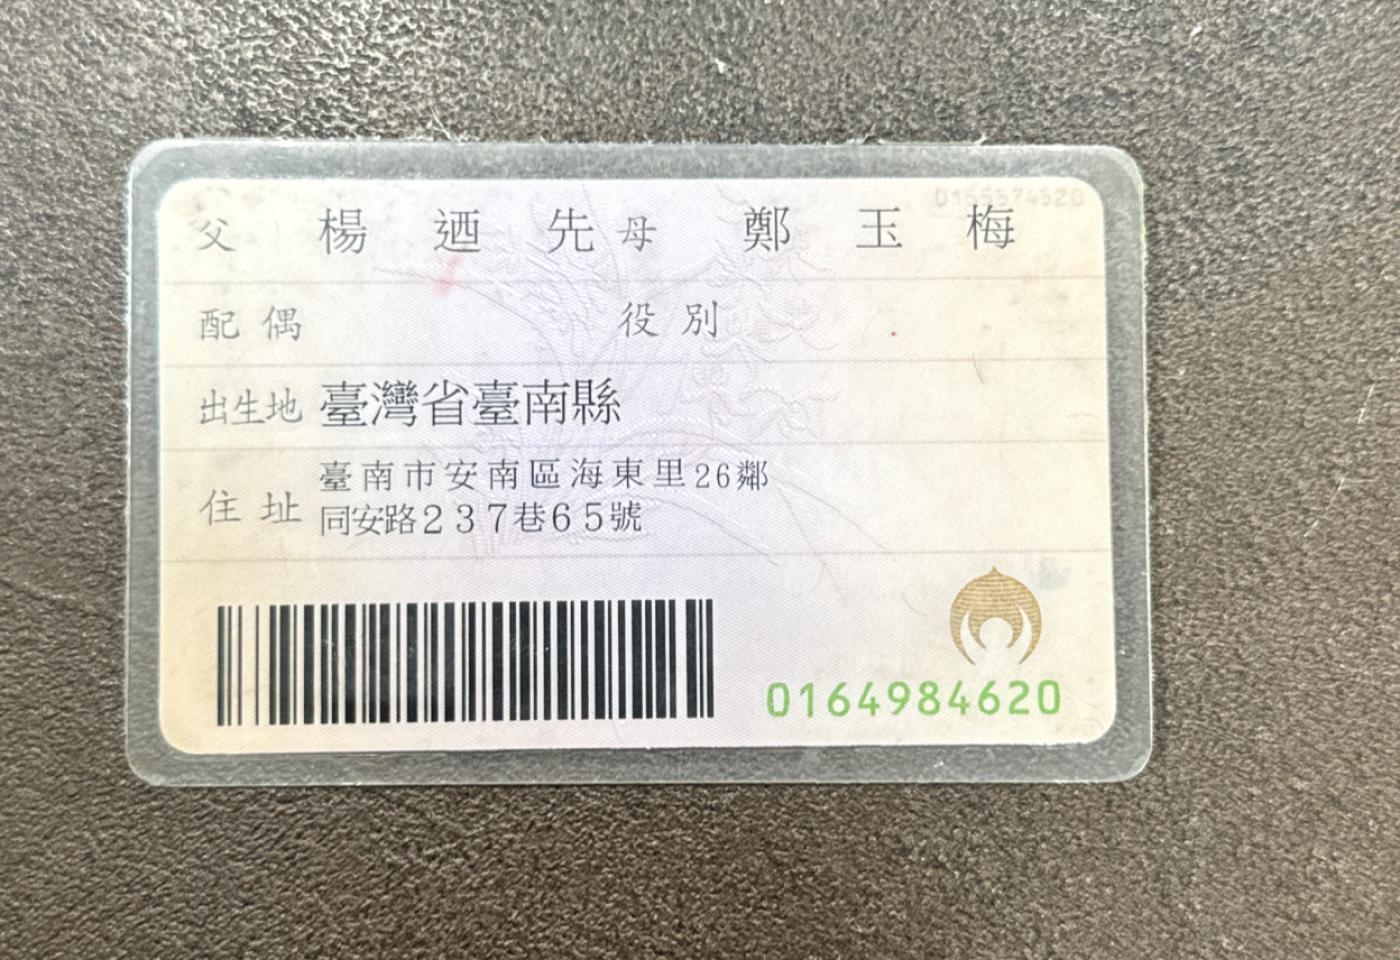 父 楊迺先 母 鄭玉梅
配偶 役別
出生地 臺灣省臺南縣
住址 臺南市安南區海東里26鄰
同安路237巷65號
0164984620